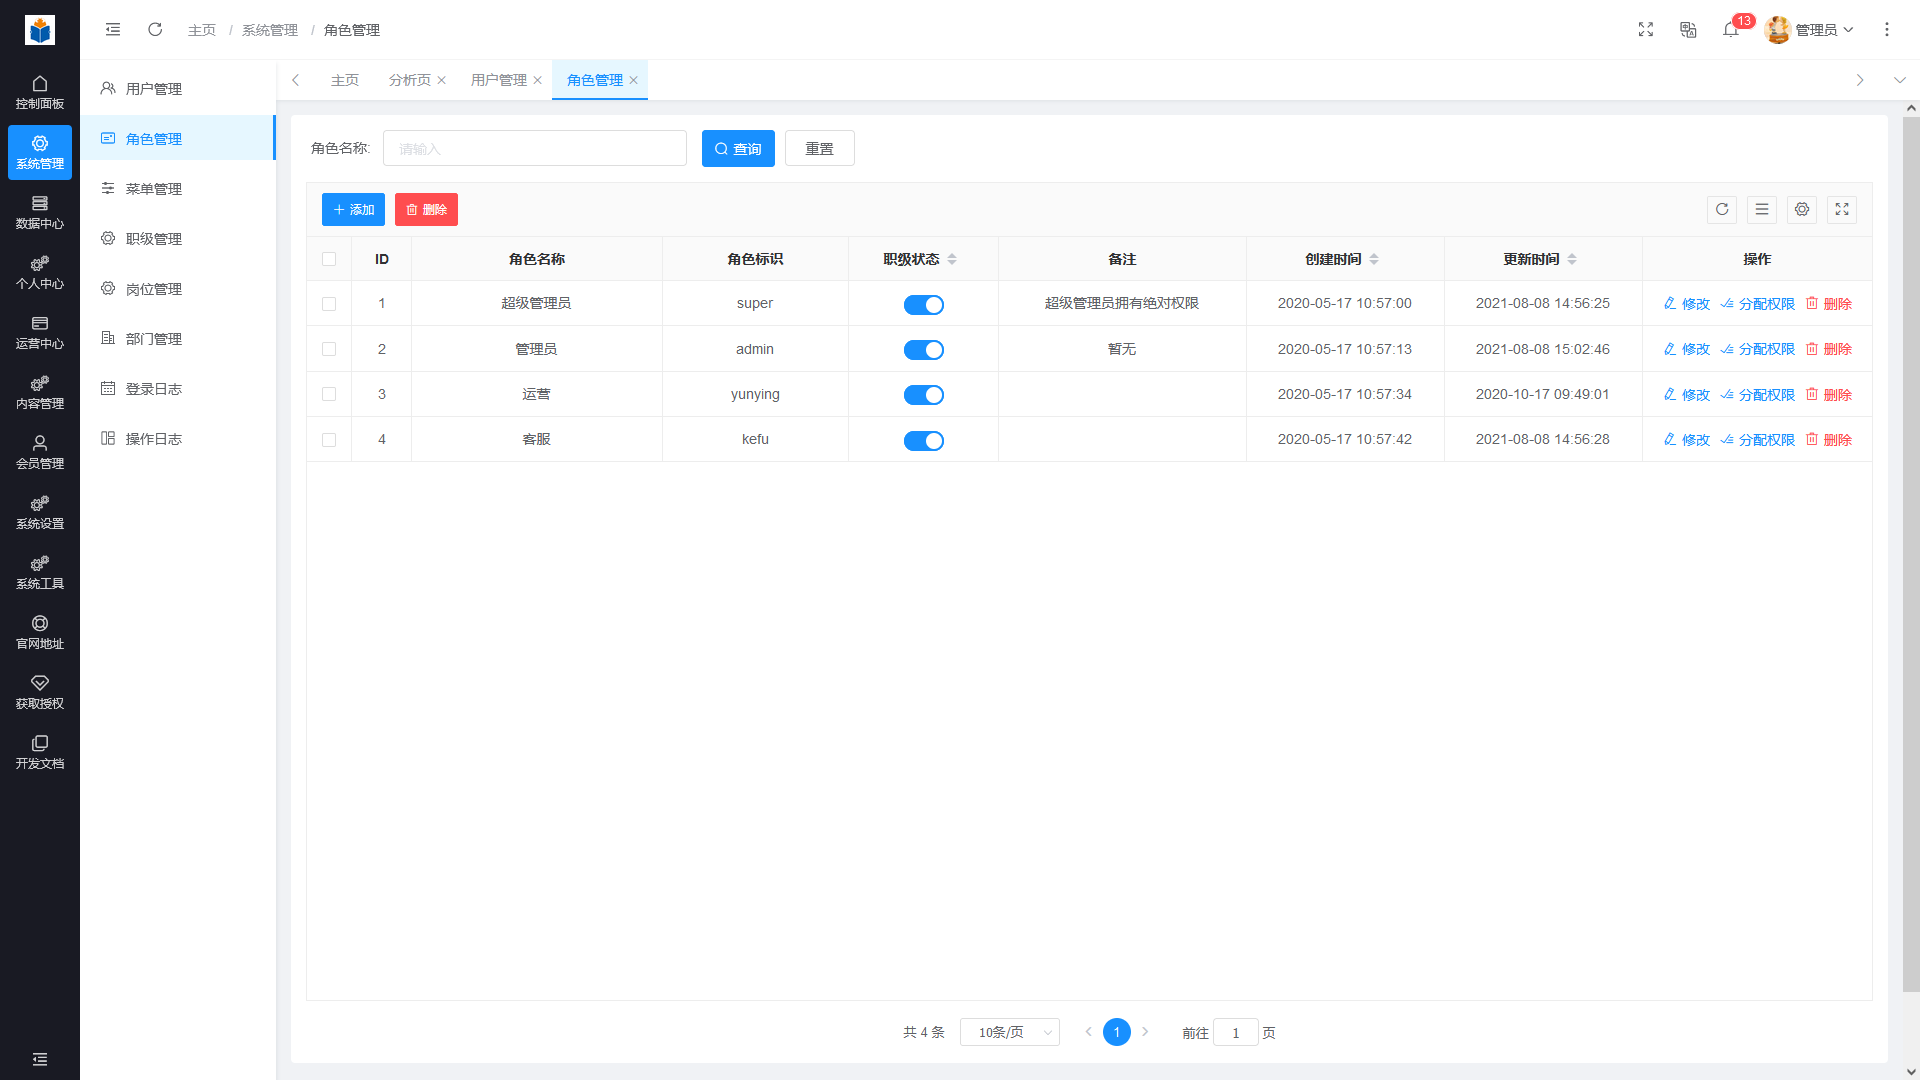 主页 / 系统管理 / 角色管理
13
管理员
控制面板
系统管理
数据中心
个人中心
运营中心
内容管理
会员管理
系统设置
系统工具
官网地址
获取授权
开发文档
用户管理
角色管理
菜单管理
职级管理
岗位管理
部门管理
登录日志
操作日志
主页 分析页 用户管理 角色管理
角色名称: 请输入 查询 重置
添加 删除
ID 角色名称 角色标识 职级状态 备注 创建时间 更新时间 操作
1 超级管理员 super 超级管理员拥有绝对权限 2020-05-17 10:57:00 2021-08-08 14:56:25 修改 分配权限 删除
2 管理员 admin 暂无 2020-05-17 10:57:13 2021-08-08 15:02:46 修改 分配权限 删除
3 运营 yunying 2020-05-17 10:57:34 2020-10-17 09:49:01 修改 分配权限 删除
4 客服 kefu 2020-05-17 10:57:42 2021-08-08 14:56:28 修改 分配权限 删除
共 4 条 10条/页 1 前往 1 页